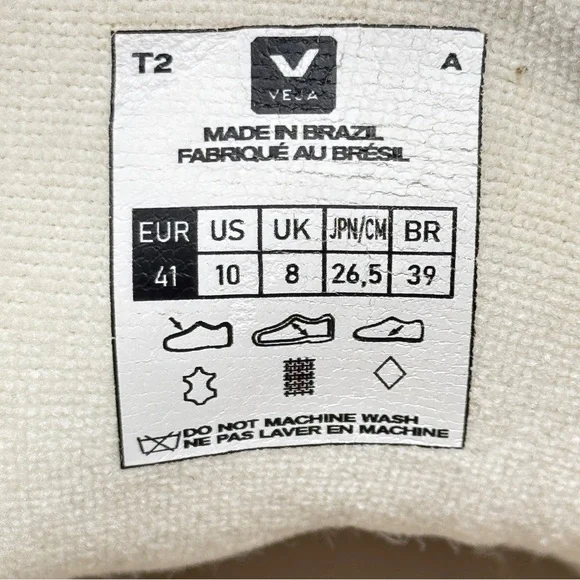 T2 V A
VEJA
MADE IN BRAZIL
FABRIQUÉ AU BRÉSIL
EUR US UK JPN/CM BR
41 10 8 26,5 39
DO NOT MACHINE WASH
NE PAS LAVER EN MACHINE